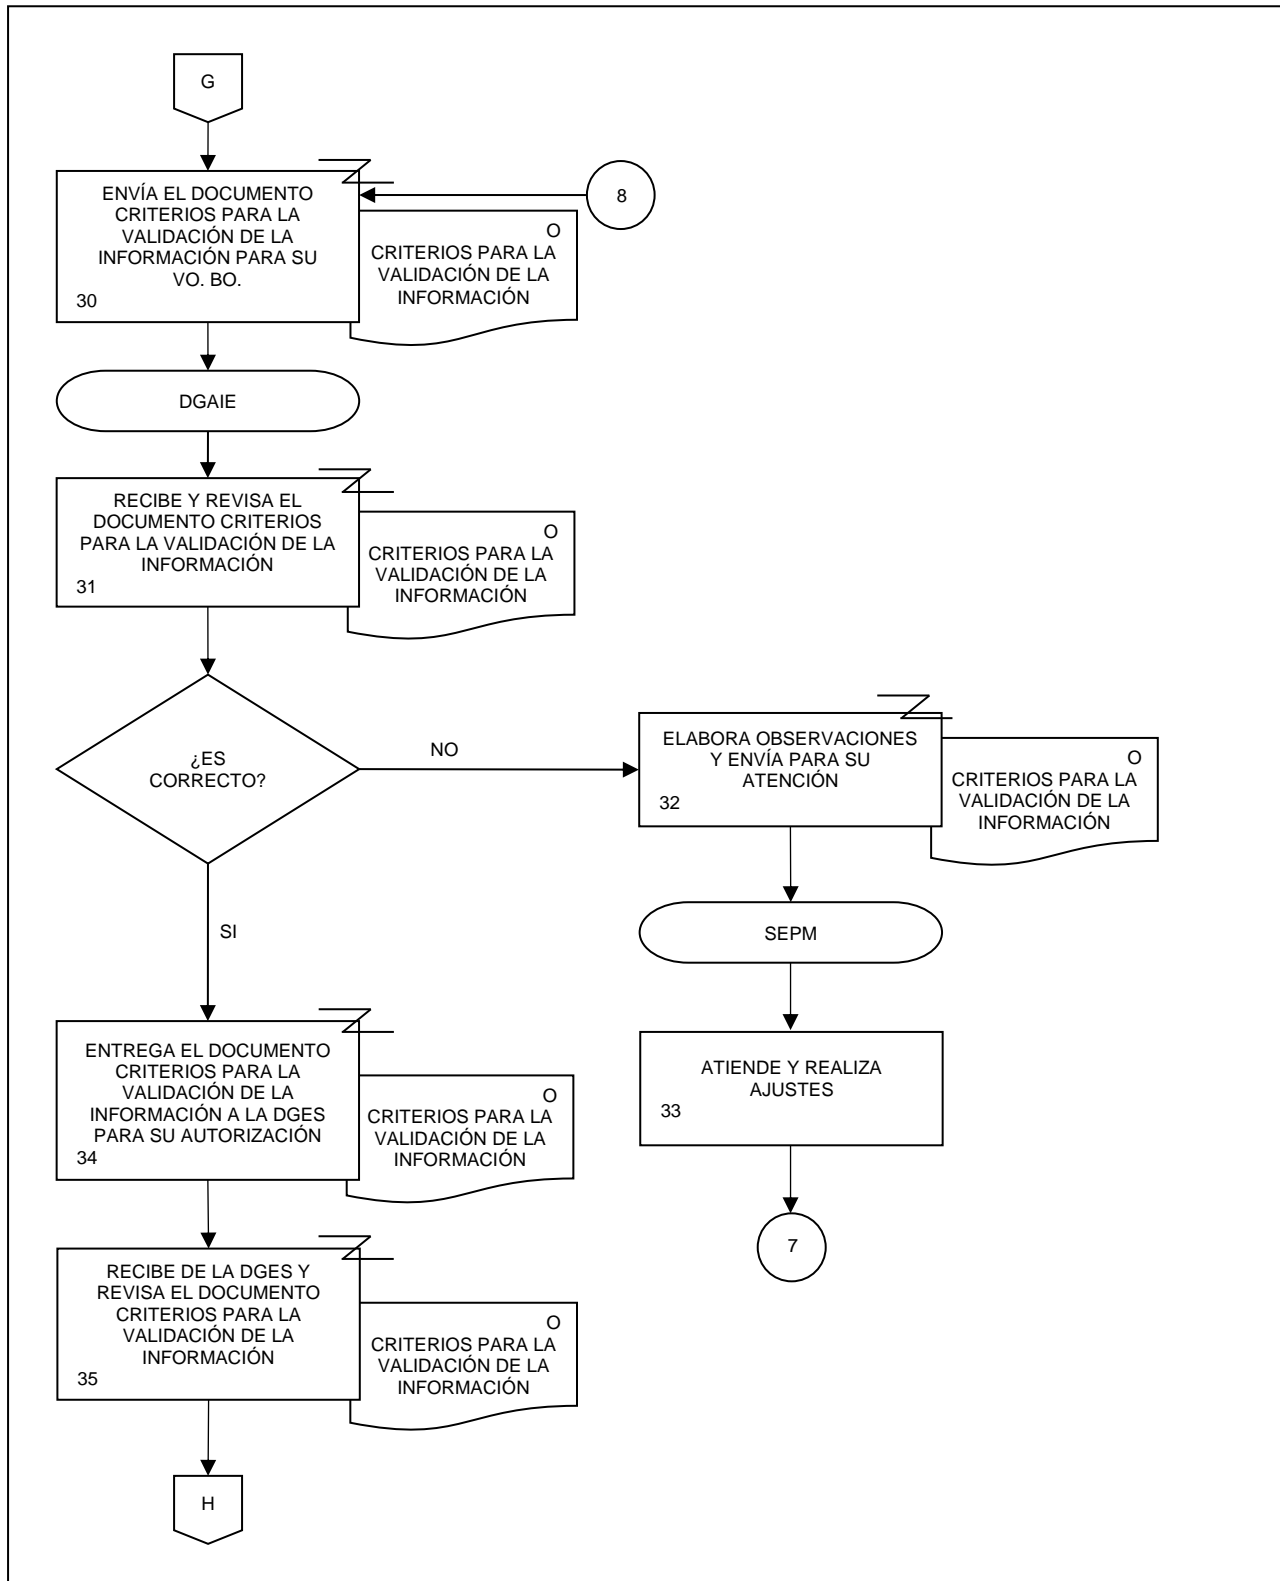 G
ENVÍA EL DOCUMENTO
CRITERIOS PARA LA
VALIDACIÓN DE LA
INFORMACIÓN PARA SU
VO. BO.
30
8
O
CRITERIOS PARA LA
VALIDACIÓN DE LA
INFORMACIÓN
DGAIE
RECIBE Y REVISA EL
DOCUMENTO CRITERIOS
PARA LA VALIDACIÓN DE LA
INFORMACIÓN
31
O
CRITERIOS PARA LA
VALIDACIÓN DE LA
INFORMACIÓN
¿ES
CORRECTO?
NO
ELABORA OBSERVACIONES
Y ENVÍA PARA SU
ATENCIÓN
32
O
CRITERIOS PARA LA
VALIDACIÓN DE LA
INFORMACIÓN
SI
SEPM
ATIENDE Y REALIZA
AJUSTES
33
7
ENTREGA EL DOCUMENTO
CRITERIOS PARA LA
VALIDACIÓN DE LA
INFORMACIÓN A LA DGES
PARA SU AUTORIZACIÓN
34
O
CRITERIOS PARA LA
VALIDACIÓN DE LA
INFORMACIÓN
RECIBE DE LA DGES Y
REVISA EL DOCUMENTO
CRITERIOS PARA LA
VALIDACIÓN DE LA
INFORMACIÓN
35
O
CRITERIOS PARA LA
VALIDACIÓN DE LA
INFORMACIÓN
H